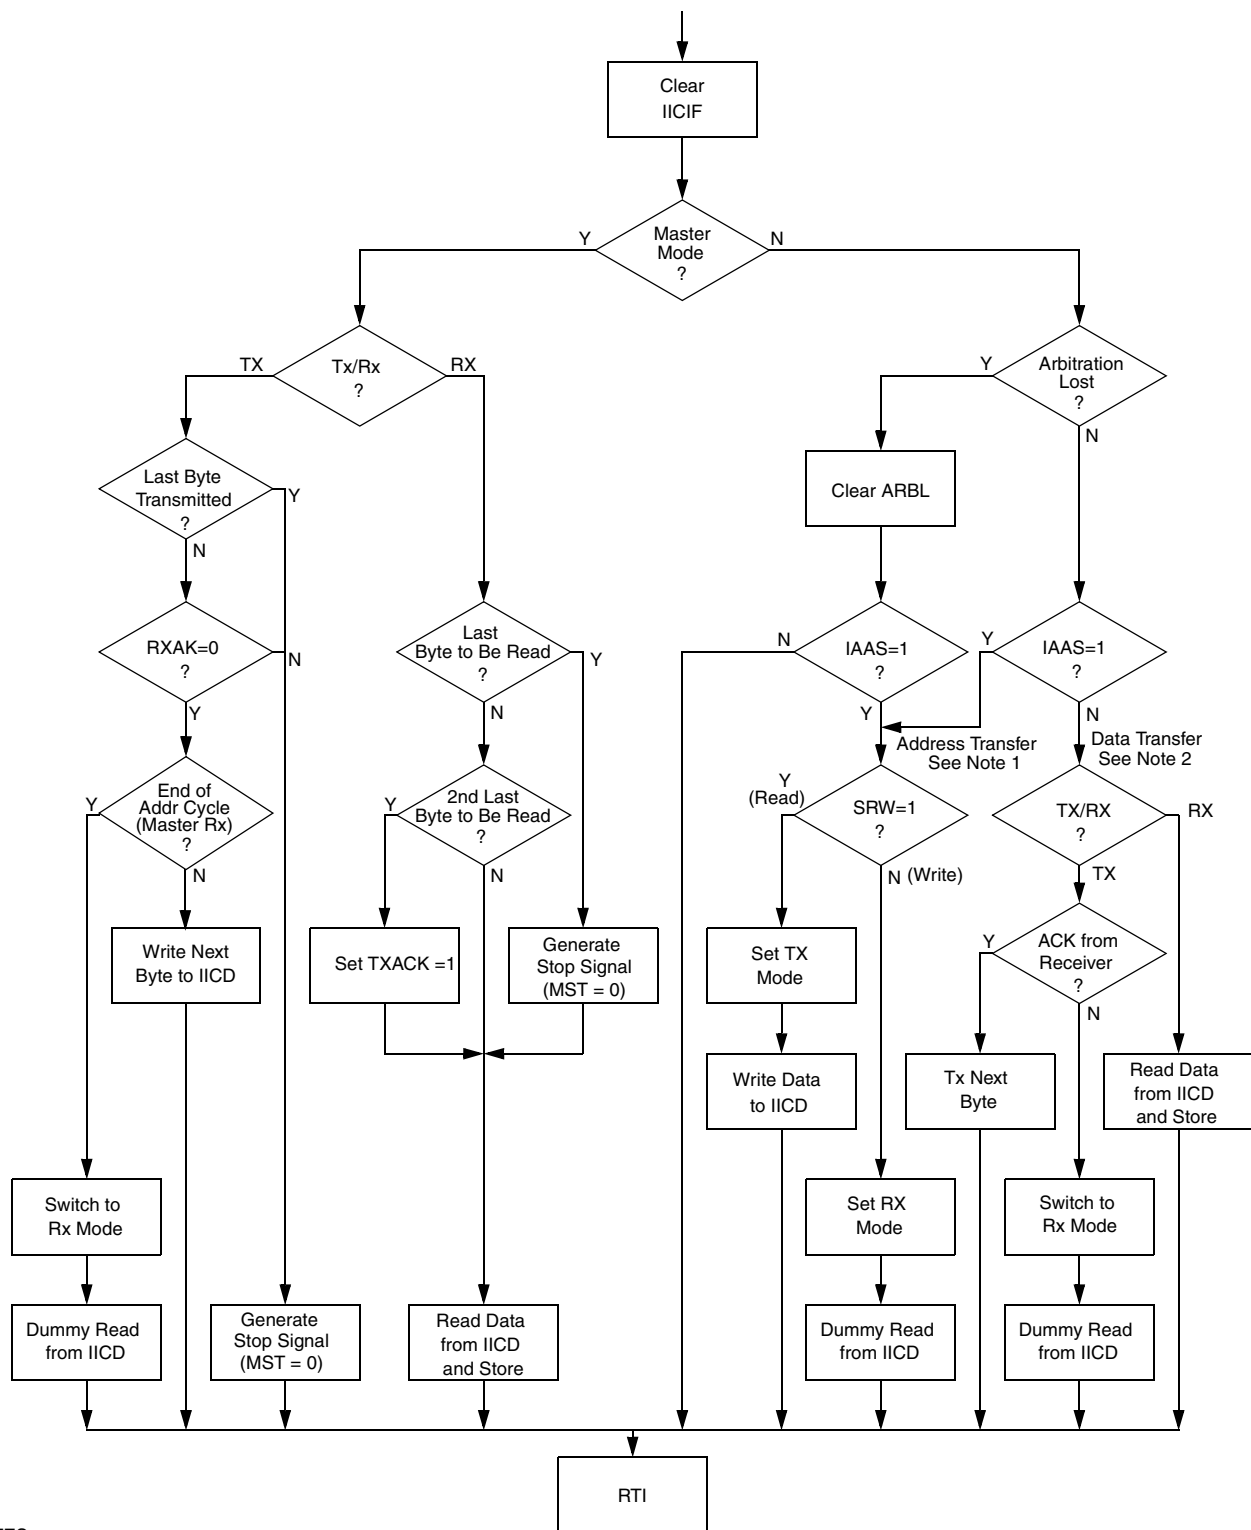 Clear
IICIF
Master
Mode
?
Y
N
Tx/Rx
?
TX
RX
Arbitration
Lost
?
Y
N
Last Byte
Transmitted
?
Y
N
Clear ARBL
RXAK=0
?
N
Y
Last
Byte to Be Read
?
Y
N
IAAS=1
?
N
Y
IAAS=1
?
Y
N
Address Transfer
See Note 1
Data Transfer
See Note 2
End of
Addr Cycle
(Master Rx)
?
Y
N
2nd Last
Byte to Be Read
?
Y
N
Y
(Read)
SRW=1
?
N (Write)
TX/RX
?
RX
TX
Write Next
Byte to IICD
Set TXACK =1
Generate
Stop Signal
(MST = 0)
Set TX
Mode
ACK from
Receiver
?
Y
N
Write Data
to IICD
Tx Next
Byte
Read Data
from IICD
and Store
Switch to
Rx Mode
Set RX
Mode
Switch to
Rx Mode
Dummy Read
from IICD
Generate
Stop Signal
(MST = 0)
Read Data
from IICD
and Store
Dummy Read
from IICD
Dummy Read
from IICD
RTI